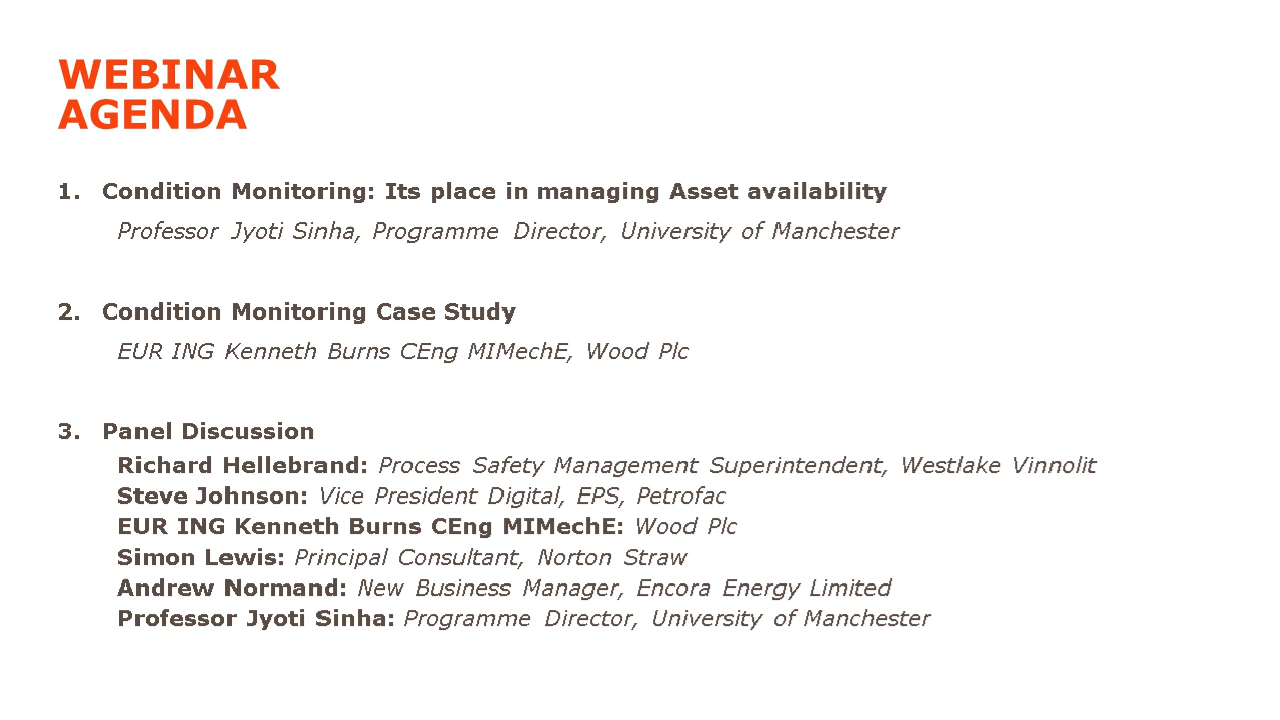 WEBINAR
AGENDA
1. Condition Monitoring: Its place in managing Asset availability
Professor Jyoti Sinha, Programme Director, University of Manchester
2. Condition Monitoring Case Study
EUR ING Kenneth Burns CEng MIMechE, Wood Plc
3. Panel Discussion
Richard Hellebrand: Process Safety Management Superintendent, Westlake Vinnolit
Steve Johnson: Vice President Digital, EPS, Petrofac
EUR ING Kenneth Burns CEng MIMechE: Wood Plc
Simon Lewis: Principal Consultant, Norton Straw
Andrew Normand: New Business Manager, Encora Energy Limited
Professor Jyoti Sinha: Programme Director, University of Manchester